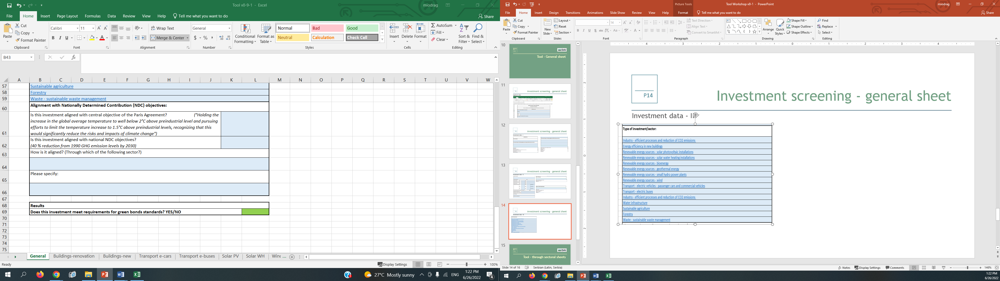 Tool v0-9-1 - Excel
miodrag
File Home Insert Page Layout Formulas Data Review View Help Tell me what you want to do
Share
Paste
Cut
Copy
Format Painter
Clipboard
Calibri 11
B I U
Font
Wrap Text
Merge & Center
Alignment
General
$ % ,
Number
Conditional Formatting
Format as Table
Normal Bad Good
Neutral Calculation Check Cell
Styles
Insert Delete Format
Cells
AutoSum
Fill
Clear
Sort & Filter
Find & Select
Editing
B43
fx
A B C D E F G H I J K L M N O P Q R S T U V W
57 Sustainable agriculture
58 Forestry
59 Waste - sustainable waste management
60 Alignment with Nationally Determined Contribution (NDC) objectives:
Is this investment aligned with central objective of the Paris Agreement? ("Holding the
increase in the global average temperature to well below 2°C above preindustrial level and pursuing
efforts to limit the temperature increase to 1.5°C above preindustrial levels, recognizing that this
61 would significantly reduce the risks and impacts of climate change")
Is this investment aligned with national NDC objectives?
62 (40 % reduction from 1990 GHG emission levels by 2030)
63 How is it aligned? (Through which of the following sector?)
64
65 Please specify:
66
67
68 Results
69 Does this investment meet requirements for green bonds standards? YES/NO
70
71
72
73
74
75
General Buildings-renovation Buildings-new Transport e-cars Transport e-buses Solar PV Solar WH Winc ...
Ready
Display Settings
100%
27°C Mostly sunny
ENG
1:22 PM
6/26/2022
4
Picture Tools
Tool Workshop v0-1 - PowerPoint
miodrag
File Home Insert Design Transitions Animations Slide Show Review View Help Format Tell me what you want to do
Share
Paste
Cut
Copy
Format Painter
Clipboard
New Slide
Layout
Reset
Section
Slides
14
B I U S abc AV Aa A
Font
Text Direction
Align Text
Convert to SmartArt
Paragraph
Arrange
Quick Styles
Shape Fill
Shape Outline
Shape Effects
Drawing
Find
Replace
Select
Editing
10
DAI
Tool - General sheet
11
Investment screening - general sheet
12
Investment screening - general sheet
13
Investment screening - general sheet
14
Investment screening - general sheet
15
DAI
Tool - through sectoral sheets
P14
Investment screening - general sheet
Investment data -
Type of investment/sector:
Industry - efficient processes and reduction of CO2 emissions
Energy efficiency in new buildings
Renewable energy sources - solar photovoltaic installations
Renewable energy sources - solar water heating installations
Renewable energy sources - bioenergy
Renewable energy sources - geothermal energy
Renewable energy sources - small hydro power plants
Renewable energy sources - wind
Transport - electric vehicles - passenger cars and commercial vehicles
Transport - electric buses
Industry - efficient processes and reduction of CO2 emissions
Water infrastructure
Sustainable agriculture
Forestry
Waste - sustainable waste management
Slide 14 of 16
Serbian (Latin, Serbia)
Notes
Display Settings
Comments
146%
1:22 PM
6/26/2022